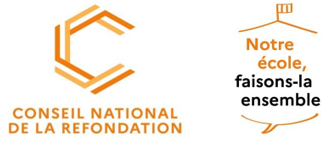 CONSEIL NATIONAL
DE LA REFONDATION
Notre
école,
faisons-la
ensemble